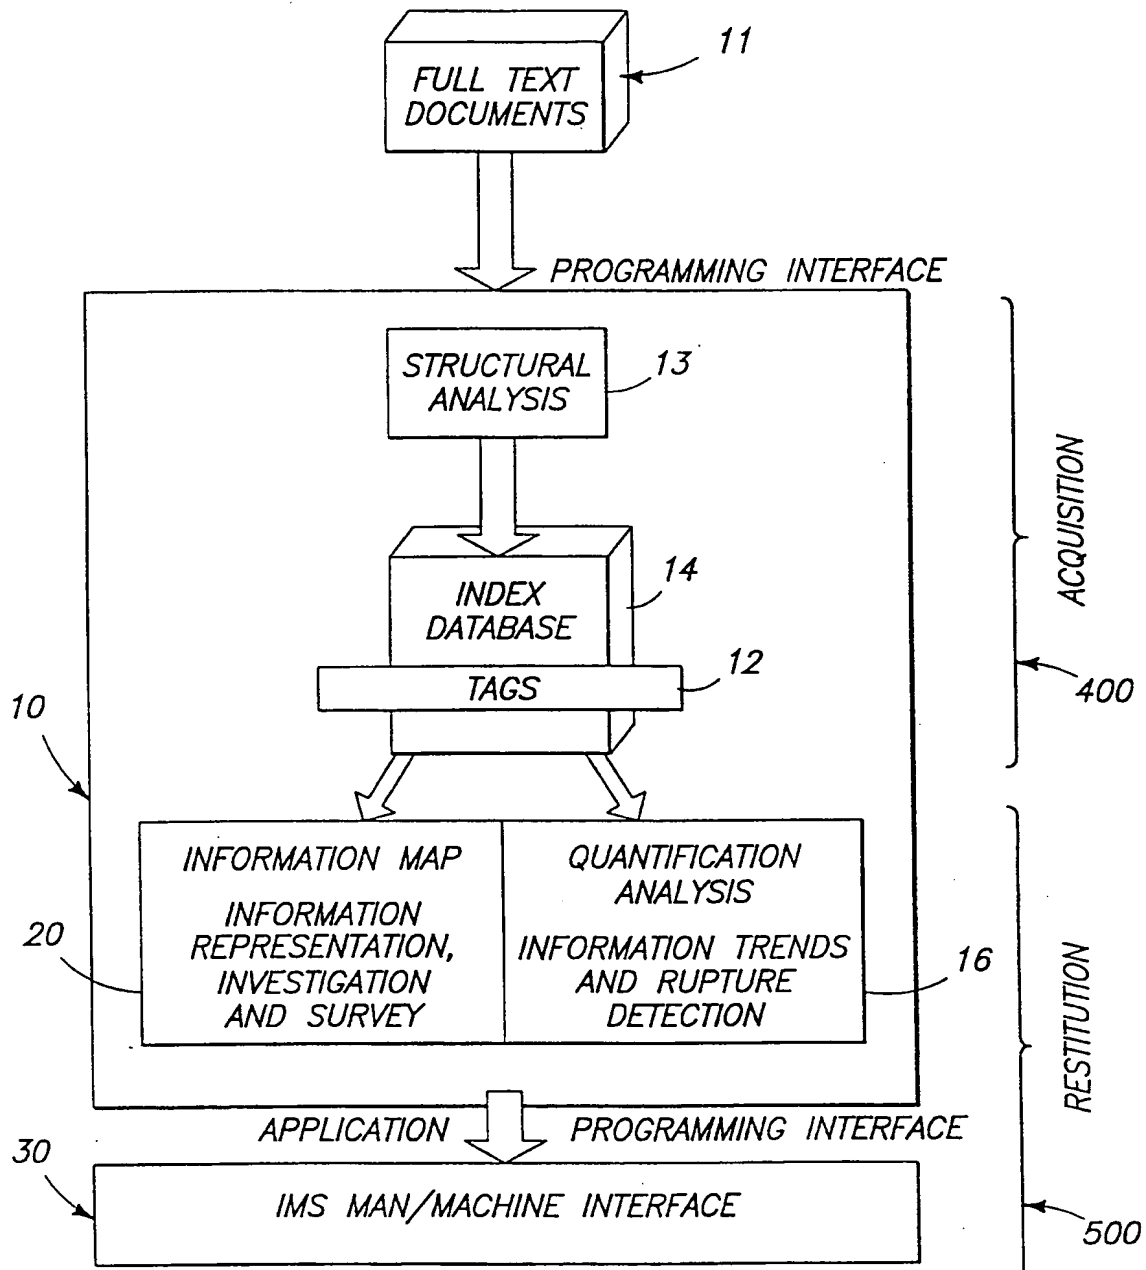 FULL TEXT
DOCUMENTS
11
PROGRAMMING INTERFACE
STRUCTURAL
ANALYSIS
13
INDEX
DATABASE
14
TAGS
12
10
ACQUISITION
400
INFORMATION MAP
INFORMATION
REPRESENTATION,
INVESTIGATION
AND SURVEY
20
QUANTIFICATION
ANALYSIS
INFORMATION TRENDS
AND RUPTURE
DETECTION
16
RESTITUTION
500
APPLICATION PROGRAMMING INTERFACE
30
IMS MAN/MACHINE INTERFACE